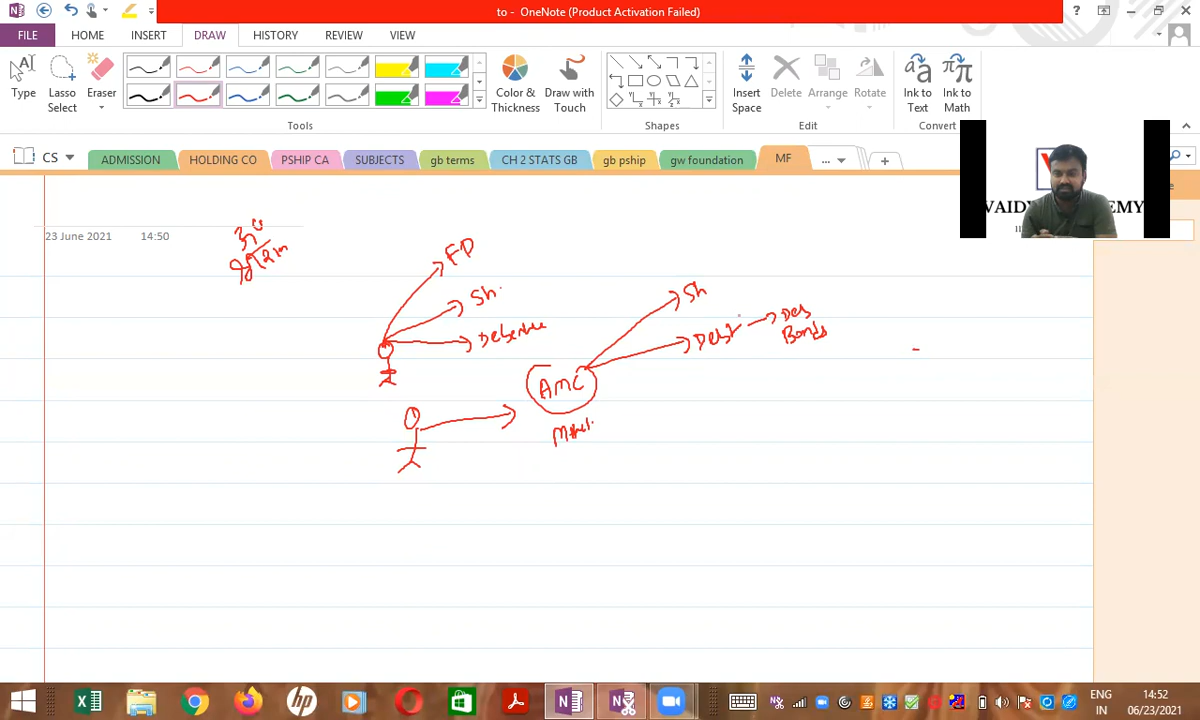 to - OneNote (Product Activation Failed)
FILE HOME INSERT DRAW HISTORY REVIEW VIEW
Type Lasso Select Eraser Color & Thickness Draw with Touch Insert Space Delete Arrange Rotate Ink to Text Ink to Math
Tools Shapes Edit Convert
CS ADMISSION HOLDING CO PSHIP CA SUBJECTS gb terms CH 2 STATS GB gb pship gw foundation MF ...
VAIDY EMY
23 June 2021 14:50
FD
Sh.
Sh
Debt Deb
Bonds
AMC
ENG 14:52
IN 06/23/2021